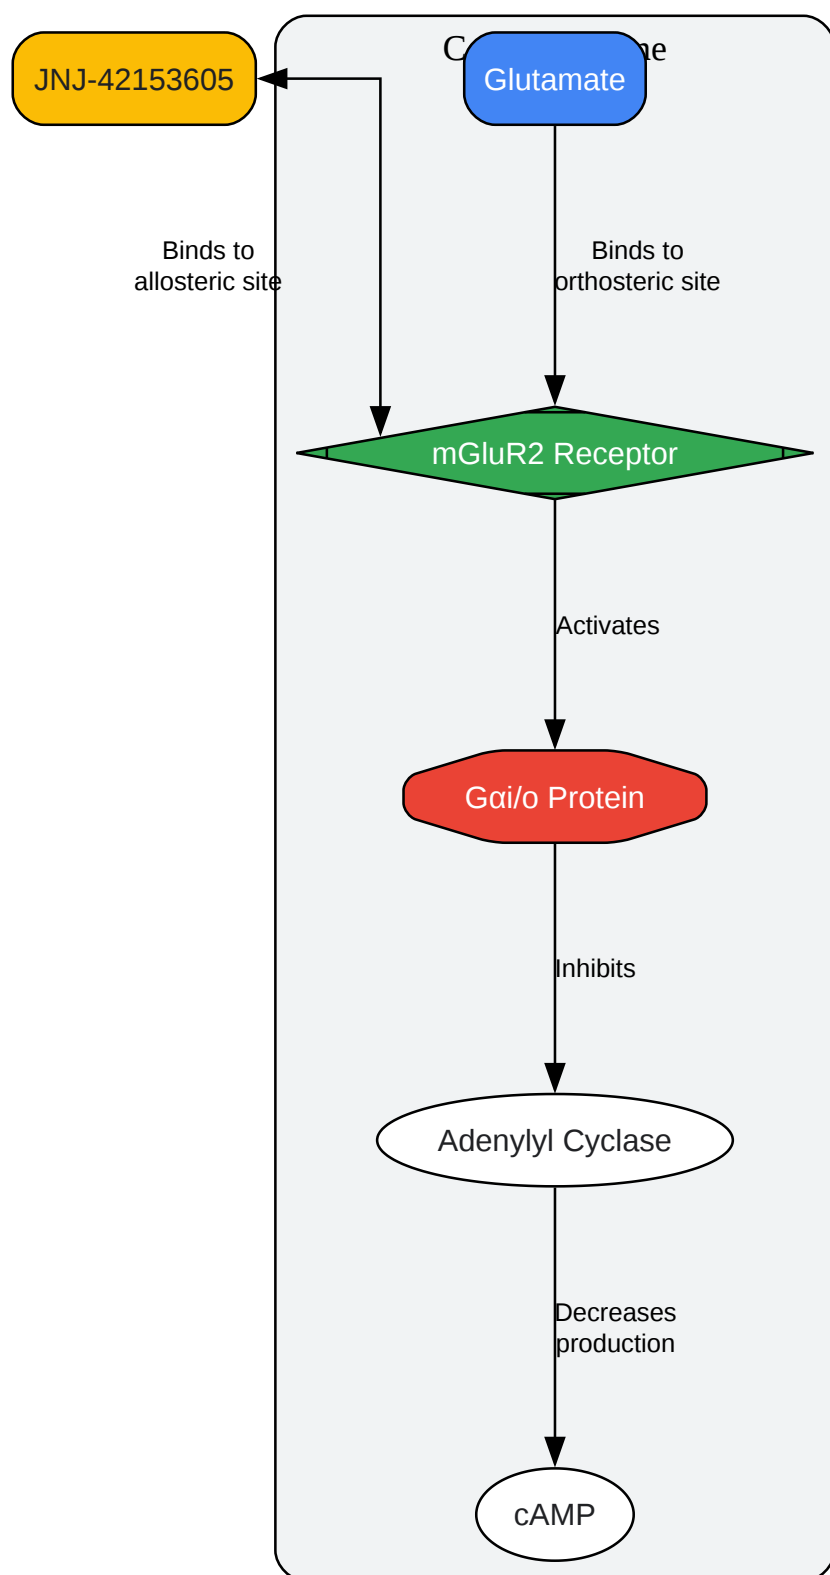 JNJ-42153605
Glutamate
Binds to
allosteric site
Binds to
orthosteric site
mGluR2 Receptor
Activates
Gαi/o Protein
Inhibits
Adenylyl Cyclase
Decreases
production
cAMP